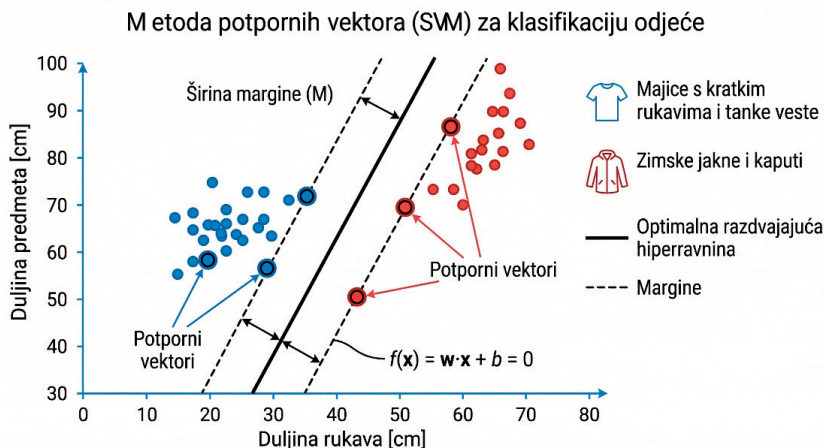 Metoda potpornih vektora (SVM) za klasifikaciju odjeće
Duljina predmeta [cm]
100
90
80
70
60
50
40
30
0
10
20
30
40
50
60
70
80
Duljina rukava [cm]
Širina margine (M)
Potporni
vektori
Potporni vektori
f(x) = w·x + b = 0
Majice s kratkim
rukavima i tanke veste
Zimske jakne i kaputi
Optimalna razdvajajuća
hiperravnina
Margine